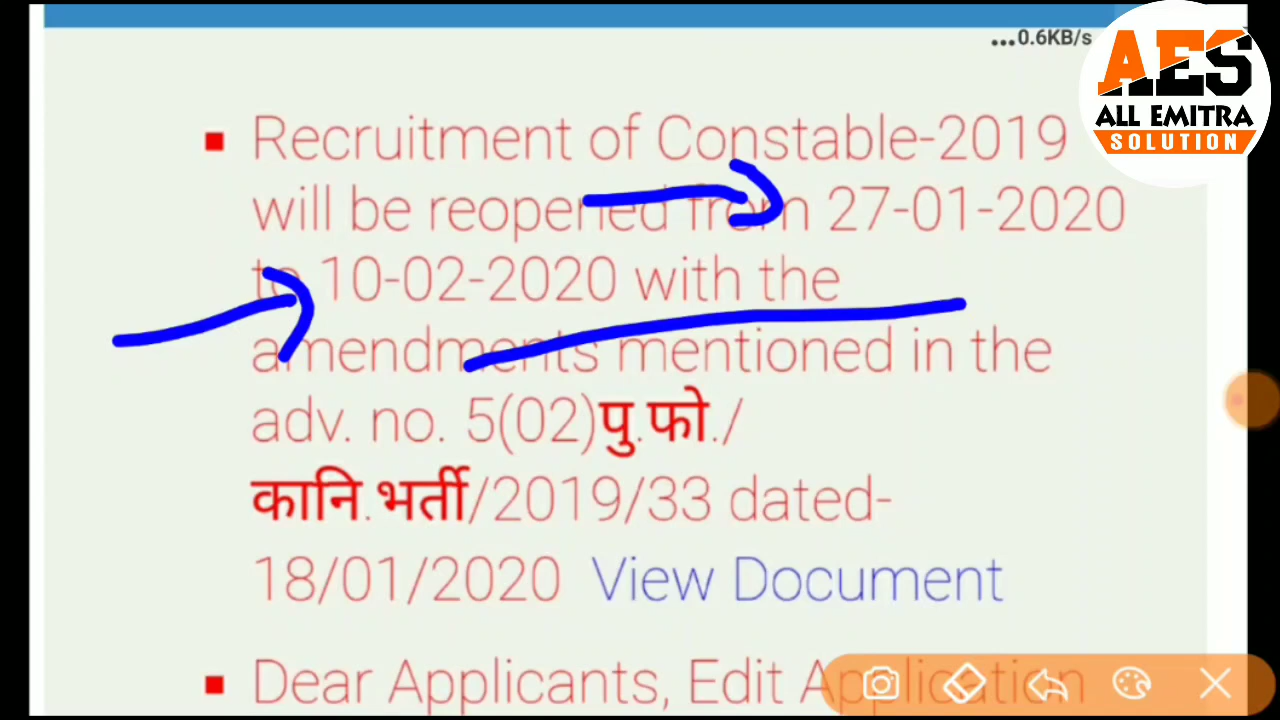 ...0.6KB/s
AES
ALL EMITRA
SOLUTION
Recruitment of Constable-2019
will be reopened from 27-01-2020
to 10-02-2020 with the
amendments mentioned in the
adv. no. 5(02)पु.फो./
कानि.भर्ती/2019/33 dated-
18/01/2020 View Document
Dear Applicants, Edit Application